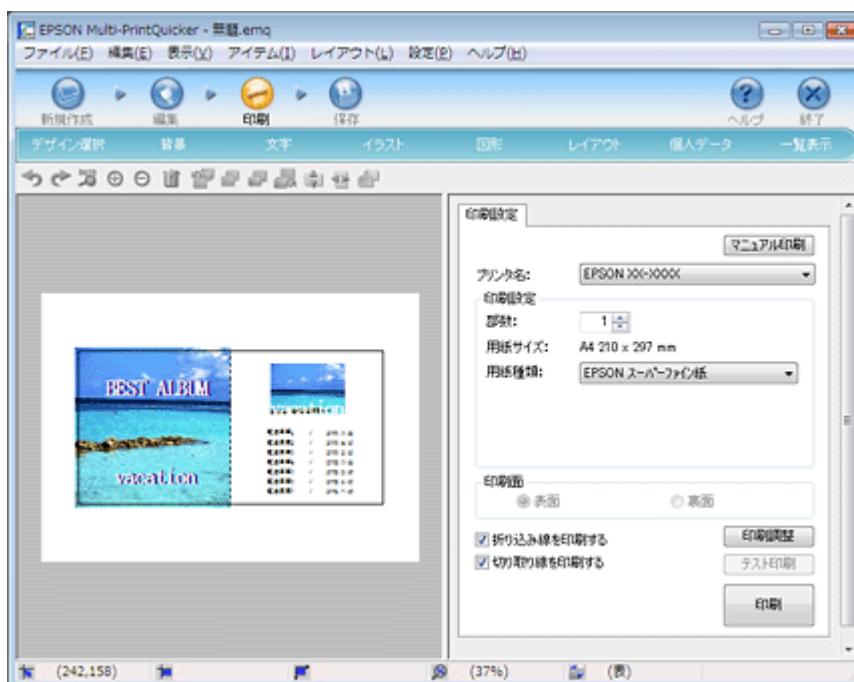 EPSON Multi-PrintQuicker - 無題.emq
ファイル(F) 編集(E) 表示(V) アイテム(I) レイアウト(L) 設定(P) ヘルプ(H)
新規作成 編集 印刷 保存 ヘルプ 終了
デザイン選択 背景 文字 イラスト 図形 レイアウト 個人データ 一覧表示
印刷設定
マニュアル印刷
プリンタ名: EPSON XX-XXXX
印刷設定
部数: 1
用紙サイズ: A4 210 x 297 mm
用紙種類: EPSON スーパーファイン紙
印刷面
表面 裏面
折り込み線を印刷する
切り取り線を印刷する
印刷調整
テスト印刷
印刷
BEST ALBUM
vacation
vacation
(242,158) (37%) (表)